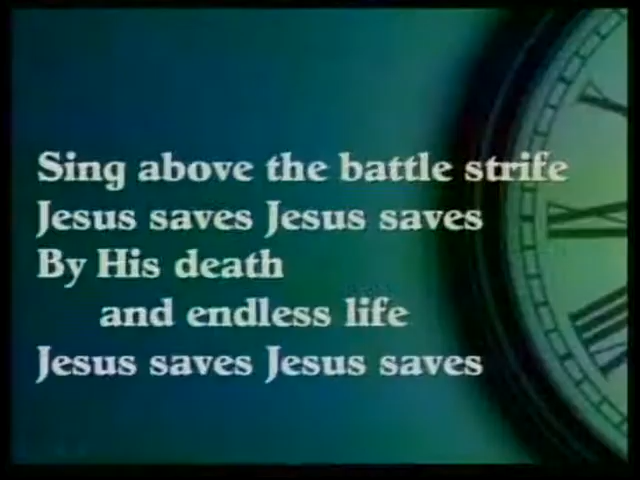 Sing above the battle strife
Jesus saves Jesus saves
By His death
and endless life
Jesus saves Jesus saves